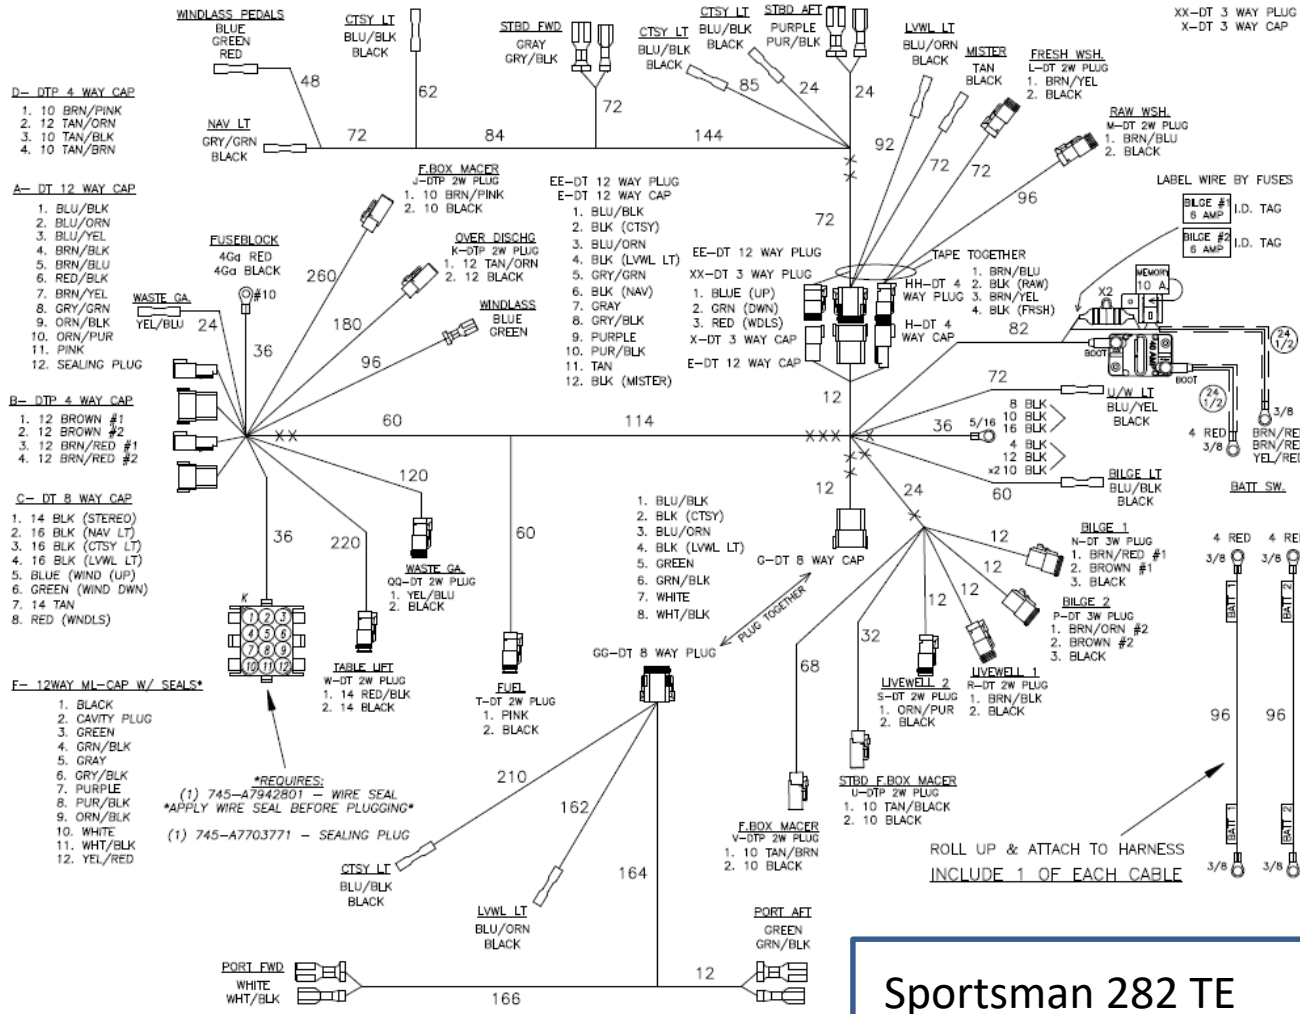 WINDLASS PEDALS
BLUE
GREEN
RED
48
CTSY LT
BLU/BLK
BLACK
62
STBD FWD
GRAY
GRY/BLK
72
CTSY LT
BLU/BLK
BLACK
85
CTSY LT
BLU/BLK
BLACK
24
STBD AFT
PURPLE
PUR/BLK
24
LVWL LT
BLU/ORN
BLACK
92
MISTER
TAN
BLACK
72
FRESH WSH.
L-DT 2W PLUG
1. BRN/YEL
2. BLACK
72
XX-DT 3 WAY PLUG
X-DT 3 WAY CAP
RAW WSH.
M-DT 2W PLUG
1. BRN/BLU
2. BLACK
96
NAV LT
GRY/GRN
BLACK
72
84
144
72
D- DTP 4 WAY CAP
1. 10 BRN/PINK
2. 12 TAN/ORN
3. 10 TAN/BLK
4. 10 TAN/BRN
A- DT 12 WAY CAP
1. BLU/BLK
2. BLU/ORN
3. BLU/YEL
4. BRN/BLK
5. BRN/BLU
6. RED/BLK
7. BRN/YEL
8. GRY/GRN
9. ORN/BLK
10. ORN/PUR
11. PINK
12. SEALING PLUG
B- DTP 4 WAY CAP
1. 12 BROWN #1
2. 12 BROWN #2
3. 12 BRN/RED #1
4. 12 BRN/RED #2
C- DT 8 WAY CAP
1. 14 BLK (STEREO)
2. 16 BLK (NAV LT)
3. 16 BLK (CTSY LT)
4. 16 BLK (LVWL LT)
5. BLUE (WIND (UP)
6. GREEN (WIND DWN)
7. 14 TAN
8. RED (WNDLS)
F- 12WAY ML-CAP W/ SEALS*
1. BLACK
2. CAVITY PLUG
3. GREEN
4. GRN/BLK
5. GRAY
6. GRY/BLK
7. PURPLE
8. PUR/BLK
9. ORN/BLK
10. WHITE
11. WHT/BLK
12. YEL/RED
FUSEBLOCK
4Ga RED
4Ga BLACK
#10
36
WASTE GA.
YEL/BLU
24
F.BOX MACER
J-DTP 2W PLUG
1. 10 BRN/PINK
2. 10 BLACK
260
OVER DISCHG
K-DTP 2W PLUG
1. 12 TAN/ORN
2. 12 BLACK
180
WINDLASS
BLUE
GREEN
96
EE-DT 12 WAY PLUG
E-DT 12 WAY CAP
1. BLU/BLK
2. BLK (CTSY)
3. BLU/ORN
4. BLK (LVWL LT)
5. GRY/GRN
6. BLK (NAV)
7. GRAY
8. GRY/BLK
9. PURPLE
10. PUR/BLK
11. TAN
12. BLK (MISTER)
EE-DT 12 WAY PLUG
XX-DT 3 WAY PLUG
1. BLUE (UP)
2. GRN (DWN)
3. RED (WDLS)
X-DT 3 WAY CAP
E-DT 12 WAY CAP
12
TAPE TOGETHER
HH-DT 4
WAY PLUG
1. BRN/BLU
2. BLK (RAW)
3. BRN/YEL
4. BLK (FRSH)
H-DT 4
WAY CAP
LABEL WIRE BY FUSES
BILGE #1
6 AMP
I.D. TAG
BILGE #2
6 AMP
I.D. TAG
MEMORY
10 A.
X2
82
BOOT
BOOT
24
1/2
24
1/2
4 RED
3/8
3/8
BRN/RED
BRN/RED
YEL/RED
BATT SW.
72
U/W LT
BLU/YEL
BLACK
36
5/16
8 BLK
10 BLK
16 BLK
4 BLK
12 BLK
x2 10 BLK
BILGE LT
BLU/BLK
BLACK
60
60
114
120
60
36
220
12
24
WASTE GA.
QQ-DT 2W PLUG
1. YEL/BLU
2. BLACK
K
1 2 3
4 5 6
7 8 9
10 11 12
TABLE LIFT
W-DT 2W PLUG
1. 14 RED/BLK
2. 14 BLACK
FUEL
T-DT 2W PLUG
1. PINK
2. BLACK
*REQUIRES:
(1) 745-A7942801 - WIRE SEAL
*APPLY WIRE SEAL BEFORE PLUGGING*
(1) 745-A7703771 - SEALING PLUG
1. BLU/BLK
2. BLK (CTSY)
3. BLU/ORN
4. BLK (LVWL LT)
5. GREEN
6. GRN/BLK
7. WHITE
8. WHT/BLK
G-DT 8 WAY CAP
PLUG TOGETHER
GG-DT 8 WAY PLUG
12
12
12
12
32
68
BILGE 1
N-DT 3W PLUG
1. BRN/RED #1
2. BROWN #1
3. BLACK
BILGE 2
P-DT 3W PLUG
1. BRN/ORN #2
2. BROWN #2
3. BLACK
LIVEWELL 1
R-DT 2W PLUG
1. BRN/BLK
2. BLACK
LIVEWELL 2
S-DT 2W PLUG
1. ORN/PUR
2. BLACK
STBD F.BOX MACER
U-DTP 2W PLUG
1. 10 TAN/BLACK
2. 10 BLACK
F.BOX MACER
V-DTP 2W PLUG
1. 10 TAN/BRN
2. 10 BLACK
210
162
164
CTSY LT
BLU/BLK
BLACK
LVWL LT
BLU/ORN
BLACK
PORT FWD
WHITE
WHT/BLK
166
12
PORT AFT
GREEN
GRN/BLK
4 RED
3/8
BATT 1
96
BATT 1
3/8
4 RED
3/8
BATT 2
96
BATT 2
3/8
ROLL UP & ATTACH TO HARNESS
INCLUDE 1 OF EACH CABLE
Sportsman 282 TE